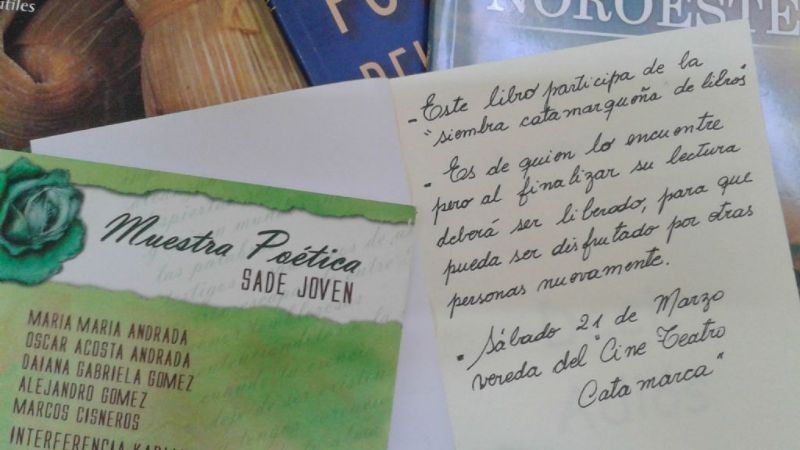 útiles
NOROESTE
Muestra Poética
SADE JOVEN
MARIA MARIA ANDRADA
OSCAR ACOSTA ANDRADA
DAIANA GABRIELA GOMEZ
ALEJANDRO GOMEZ
MARCOS CISNEROS
INTERFERENCIA
- Este libro participa de la
"siembra catamarqueña de libros"
- Es de quien lo encuentre
pero al finalizar su lectura
deberá ser liberado, para que
pueda ser disfrutado por otras
personas nuevamente.
• Sábado 21 de Marzo
vereda del "Cine Teatro
Catamarca"